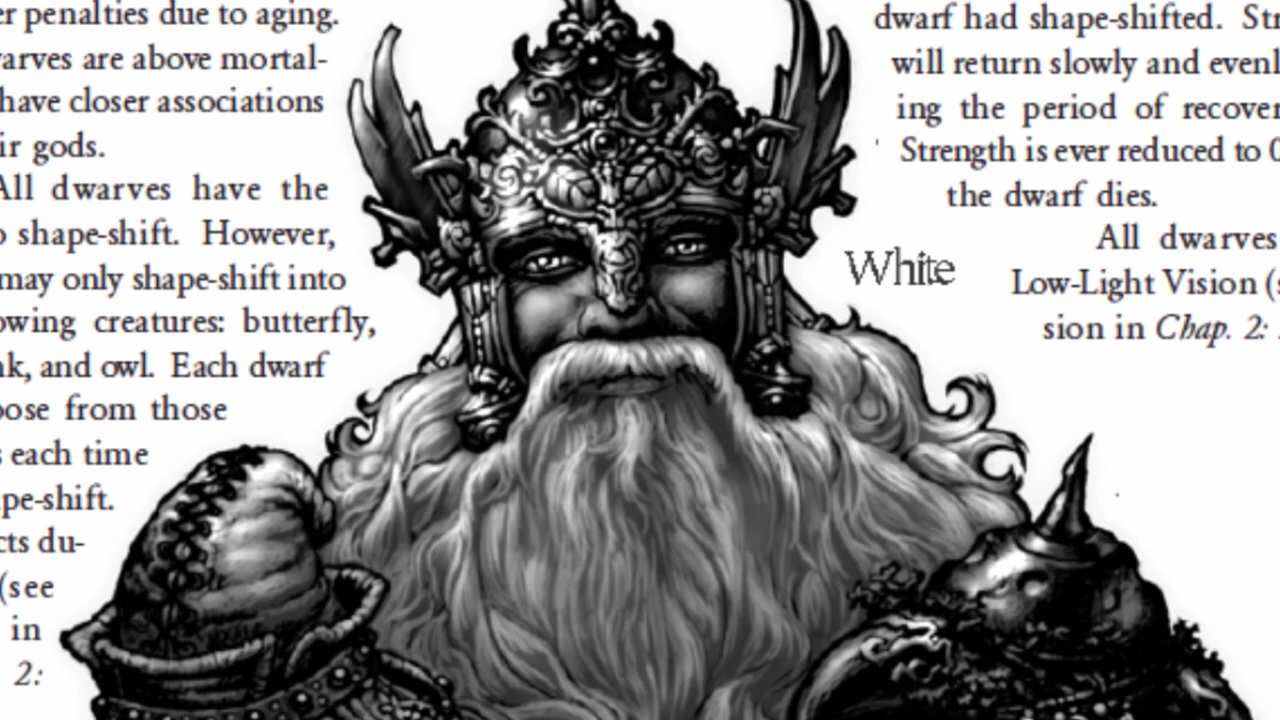 er penalties due to aging.
varves are above mortal-
have closer associations
ir gods.
All dwarves have the
o shape-shift. However,
may only shape-shift into
owing creatures: butterfly,
nk, and owl. Each dwarf
oose from those
s each time
pe-shift.
cts du-
(see
in
2:
dwarf had shape-shifted. Str
will return slowly and evenl
ing the period of recover
Strength is ever reduced to 0
the dwarf dies.
All dwarves
Low-Light Vision (s
sion in Chap. 2:
White